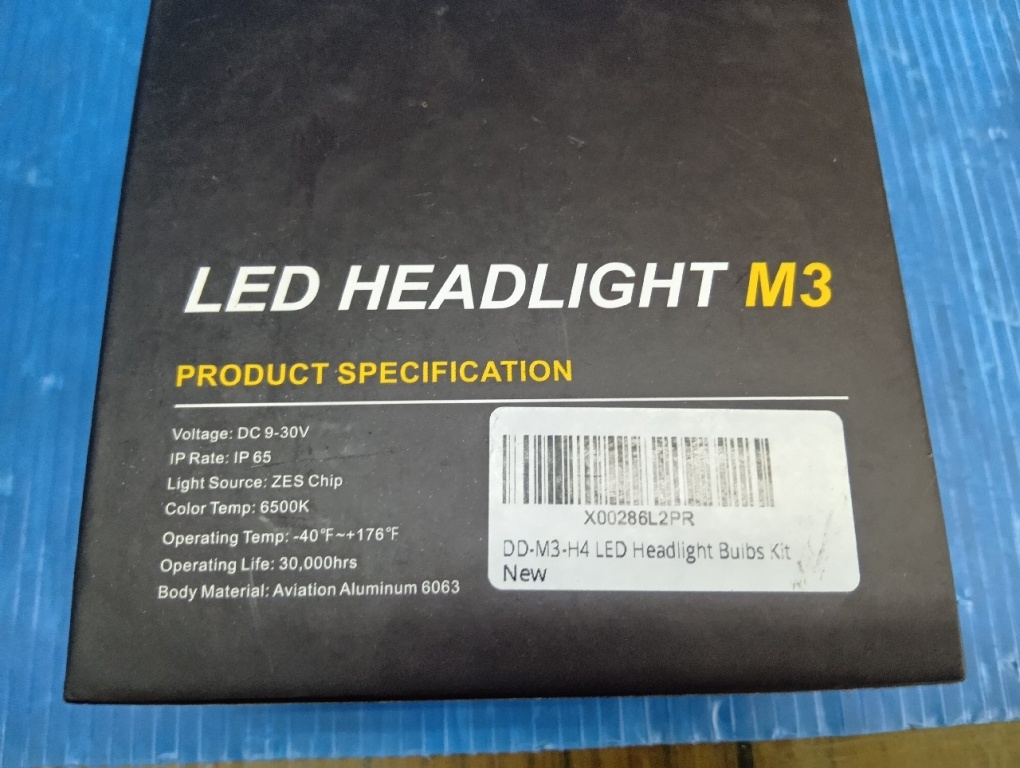 LED HEADLIGHT M3
PRODUCT SPECIFICATION
Voltage: DC 9-30V
IP Rate: IP 65
Light Source: ZES Chip
Color Temp: 6500K
Operating Temp: -40℉~+176℉
Operating Life: 30,000hrs
Body Material: Aviation Aluminum 6063
X00286L2PR
DD-M3-H4 LED Headlight Bulbs Kit
New